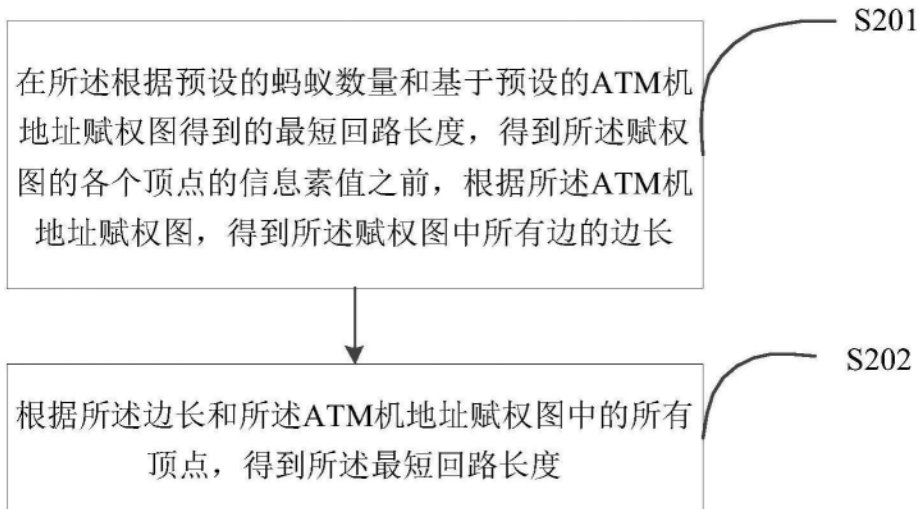 S201
在所述根据预设的蚂蚁数量和基于预设的ATM机
地址赋权图得到的最短回路长度，得到所述赋权
图的各个顶点的信息素值之前，根据所述ATM机
地址赋权图，得到所述赋权图中所有边的边长
S202
根据所述边长和所述ATM机地址赋权图中的所有
顶点，得到所述最短回路长度